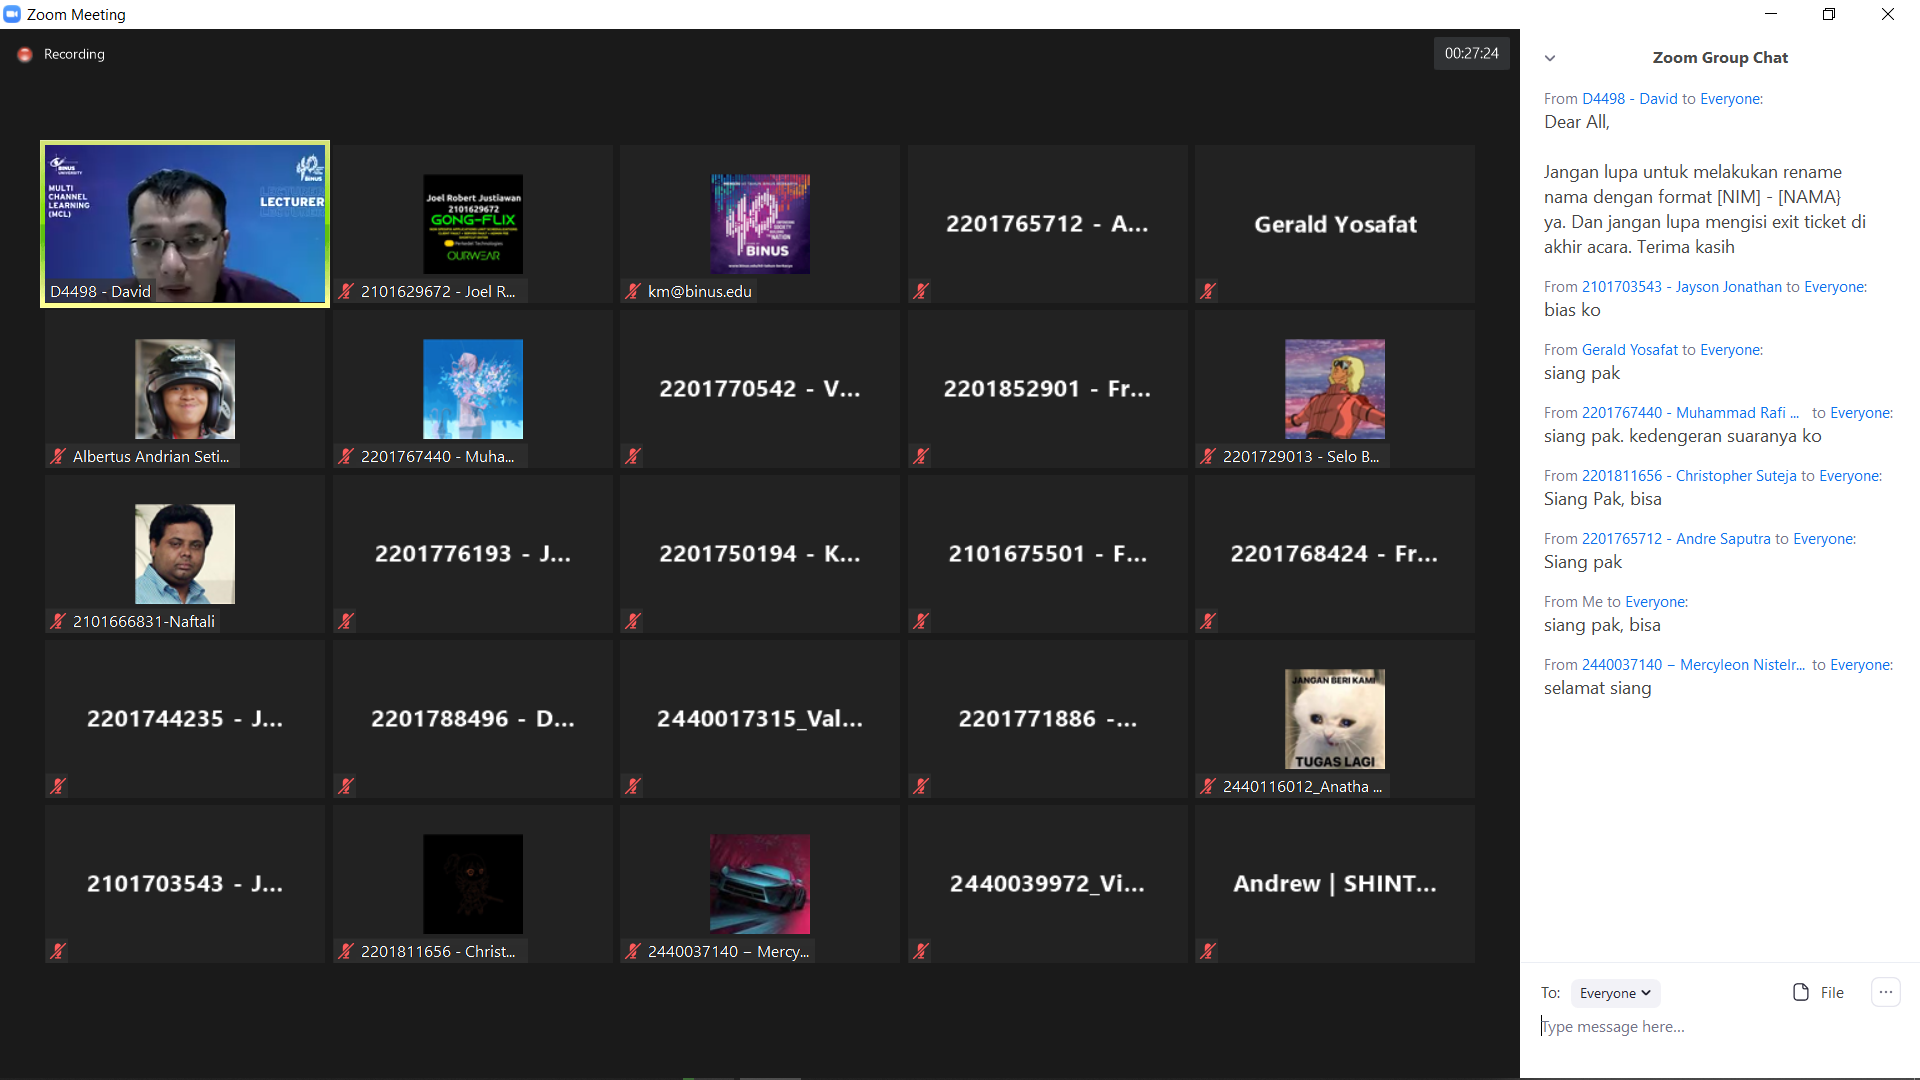 Zoom Meeting
Recording
00:27:24
BINUS
UNIVERSITY
MULTI
CHANNEL
LEARNING
(MCL)
LECTURER
LECTURER
D4498 - David
Joel Robert Justiawan
2101629672
GONG-FLIX
OURWEAR
2101629672 - Joel R...
BINUS
km@binus.edu
2201765712 - A...
Gerald Yosafat
Albertus Andrian Seti...
2201767440 - Muha...
2201770542 - V...
2201852901 - Fr...
2201729013 - Selo B...
2101666831-Naftali
2201776193 - J...
2201750194 - K...
2101675501 - F...
2201768424 - Fr...
2201744235 - J...
2201788496 - D...
2440017315_Val...
2201771886 -...
JANGAN BERI KAMI
TUGAS LAGI
2440116012_Anatha ...
2101703543 - J...
2201811656 - Christ...
2440037140 – Mercy...
2440039972_Vi...
Andrew | SHINT...
Zoom Group Chat
From D4498 - David to Everyone:
Dear All,
Jangan lupa untuk melakukan rename
nama dengan format [NIM] - [NAMA}
ya. Dan jangan lupa mengisi exit ticket di
akhir acara. Terima kasih
From 2101703543 - Jayson Jonathan to Everyone:
bias ko
From Gerald Yosafat to Everyone:
siang pak
From 2201767440 - Muhammad Rafi ... to Everyone:
siang pak. kedengeran suaranya ko
From 2201811656 - Christopher Suteja to Everyone:
Siang Pak, bisa
From 2201765712 - Andre Saputra to Everyone:
Siang pak
From Me to Everyone:
siang pak, bisa
From 2440037140 – Mercyleon Nistelr... to Everyone:
selamat siang
To: Everyone
File
...
Type message here...